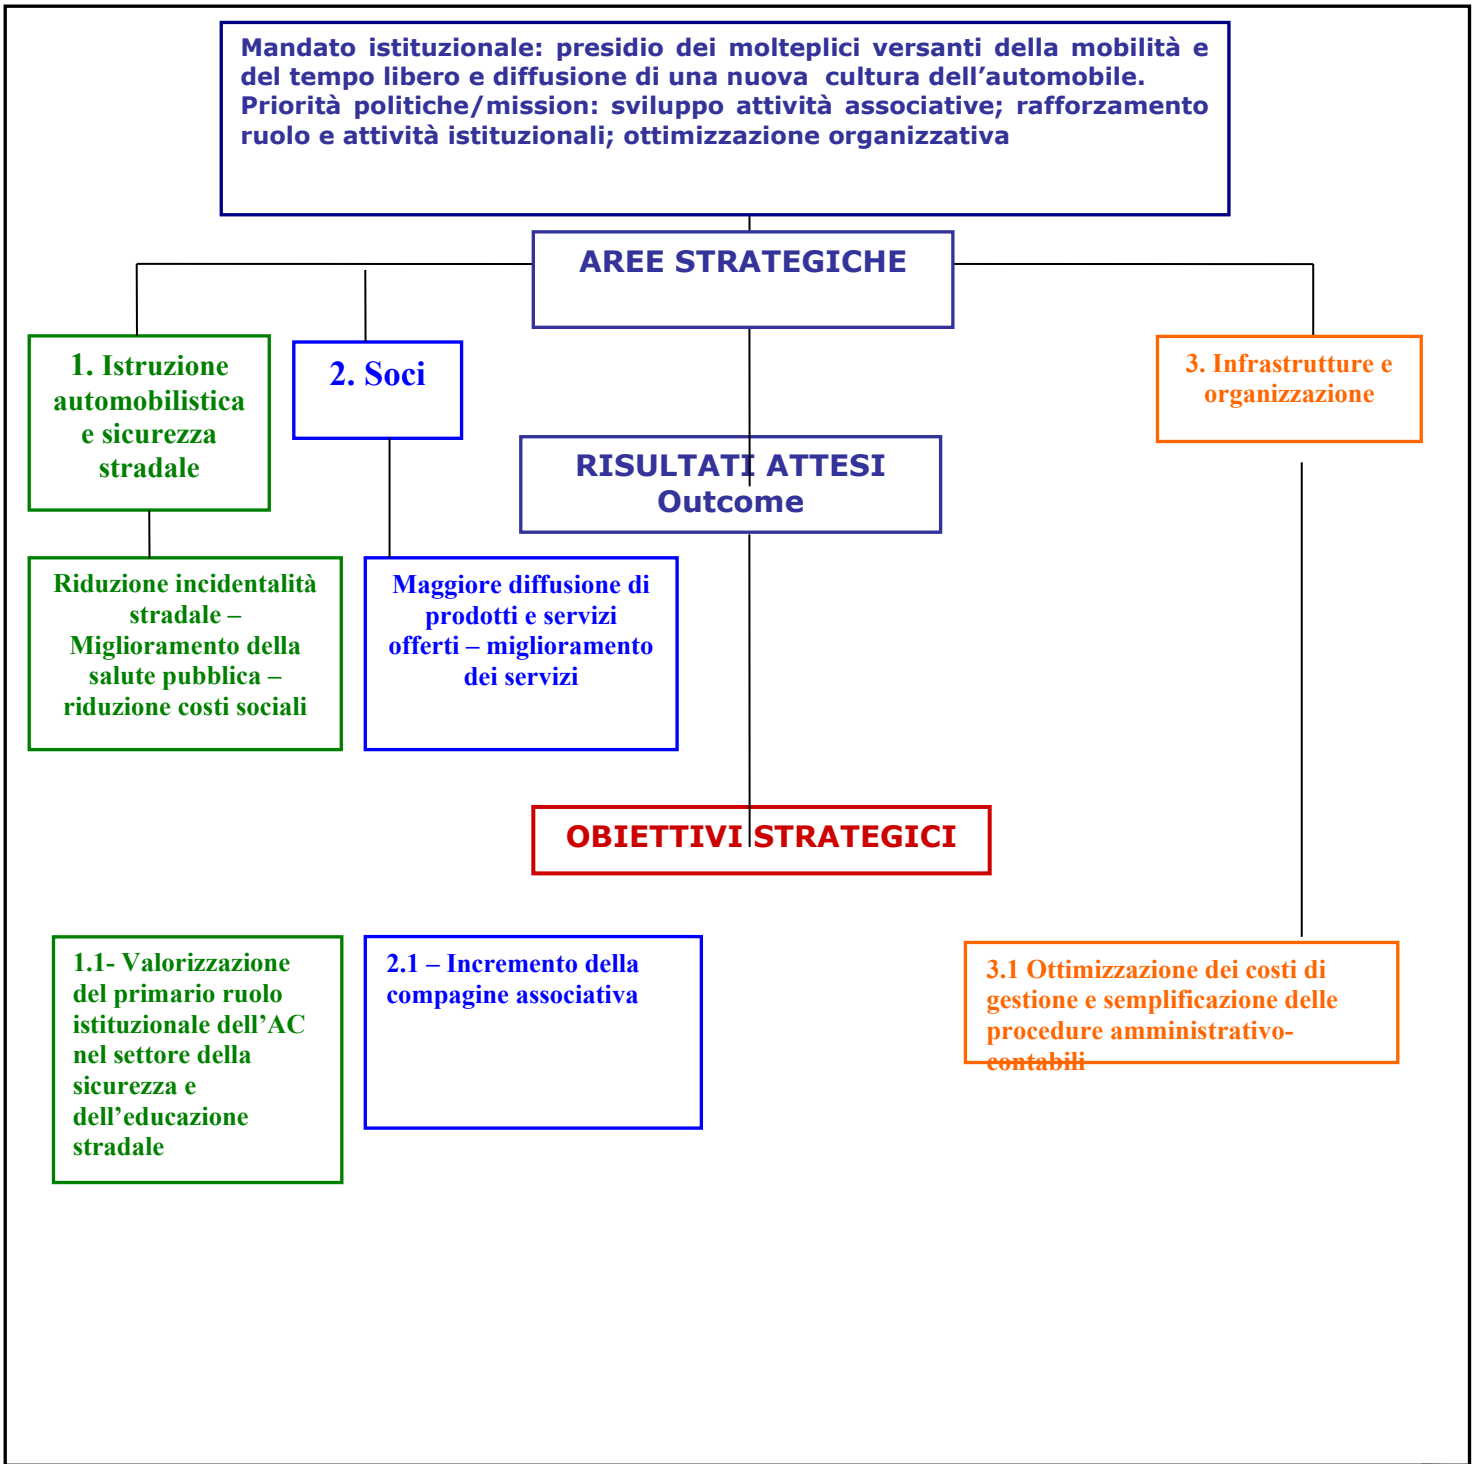 Mandato istituzionale: presidio dei molteplici versanti della mobilità e
del tempo libero e diffusione di una nuova cultura dell’automobile.
Priorità politiche/mission: sviluppo attività associative; rafforzamento
ruolo e attività istituzionali; ottimizzazione organizzativa
AREE STRATEGICHE
1. Istruzione
automobilistica
e sicurezza
stradale
2. Soci
3. Infrastrutture e
organizzazione
RISULTATI ATTESI
Outcome
Riduzione incidentalità
stradale –
Miglioramento della
salute pubblica –
riduzione costi sociali
Maggiore diffusione di
prodotti e servizi
offerti – miglioramento
dei servizi
OBIETTIVI STRATEGICI
1.1- Valorizzazione
del primario ruolo
istituzionale dell’AC
nel settore della
sicurezza e
dell’educazione
stradale
2.1 – Incremento della
compagine associativa
3.1 Ottimizzazione dei costi di
gestione e semplificazione delle
procedure amministrativo-
contabili